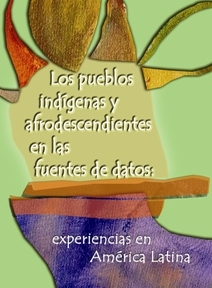 Los pueblos
indígenas y
afrodescendientes
en las
fuentes de datos:
experiencias en
América Latina